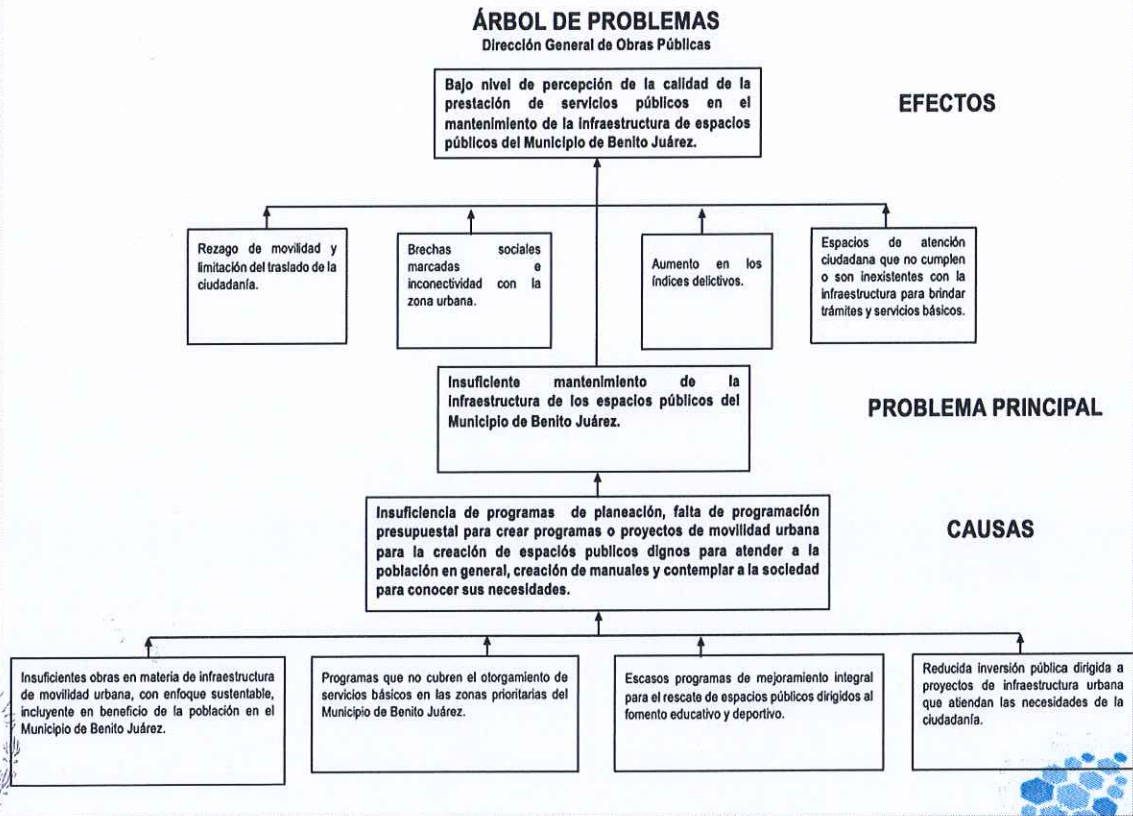 ÁRBOL DE PROBLEMAS
Dirección General de Obras Públicas
EFECTOS
Bajo nivel de percepción de la calidad de la
prestación de servicios públicos en el
mantenimiento de la infraestructura de espacios
públicos del Municipio de Benito Juárez.
Rezago de movilidad y
limitación del traslado de la
ciudadanía.
Brechas sociales
marcadas e
inconectividad con la
zona urbana.
Aumento en los
índices delictivos.
Espacios de atención
ciudadana que no cumplen
o son inexistentes con la
infraestructura para brindar
trámites y servicios básicos.
PROBLEMA PRINCIPAL
Insuficiente mantenimiento de la
infraestructura de los espacios públicos del
Municipio de Benito Juárez.
CAUSAS
Insuficiencia de programas de planeación, falta de programación
presupuestal para crear programas o proyectos de movilidad urbana
para la creación de espaciós publicos dignos para atender a la
población en general, creación de manuales y contemplar a la sociedad
para conocer sus necesidades.
Insuficientes obras en materia de infraestructura
de movilidad urbana, con enfoque sustentable,
incluyente en beneficio de la población en el
Municipio de Benito Juárez.
Programas que no cubren el otorgamiento de
servicios básicos en las zonas prioritarias del
Municipio de Benito Juárez.
Escasos programas de mejoramiento integral
para el rescate de espacios públicos dirigidos al
fomento educativo y deportivo.
Reducida inversión pública dirigida a
proyectos de infraestructura urbana
que atiendan las necesidades de la
ciudadanía.